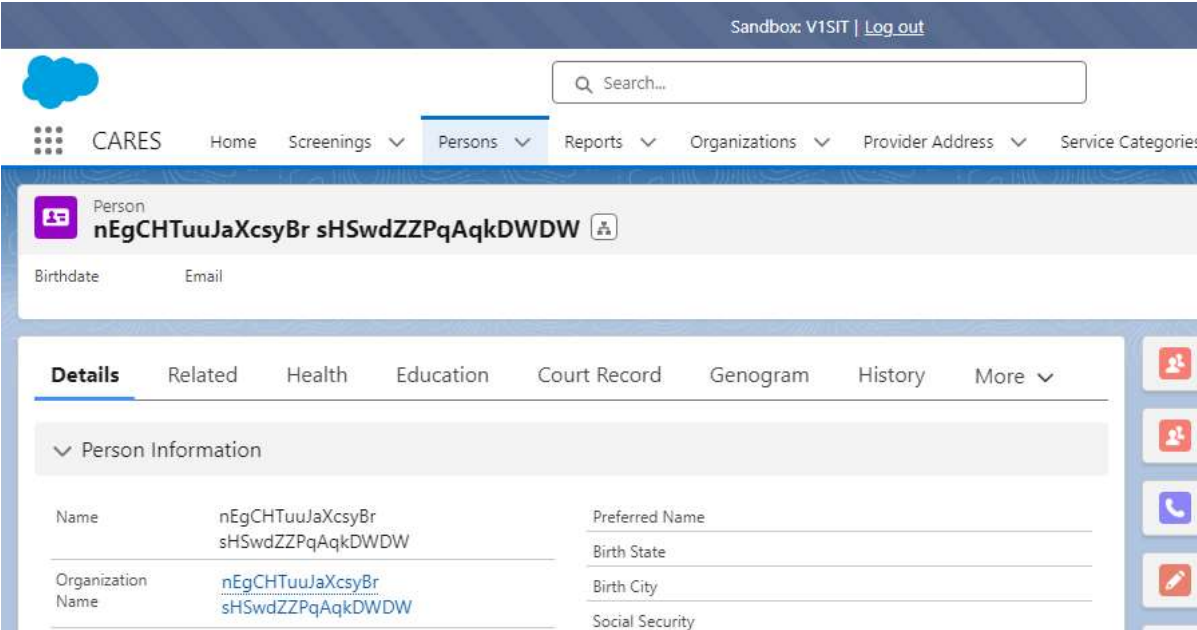 Sandbox: V1SIT | Log out
Search...
CARES Home Screenings Persons Reports Organizations Provider Address Service Categories
Person
nEgCHTuuJaXcsyBr sHSwdZZPqAqkDWDW
Birthdate Email
Details Related Health Education Court Record Genogram History More
Person Information
Name nEgCHTuuJaXcsyBr Preferred Name
sHSwdZZPqAqkDWDW
Birth State
Organization nEgCHTuuJaXcsyBr Birth City
Name sHSwdZZPqAqkDWDW
Social Security